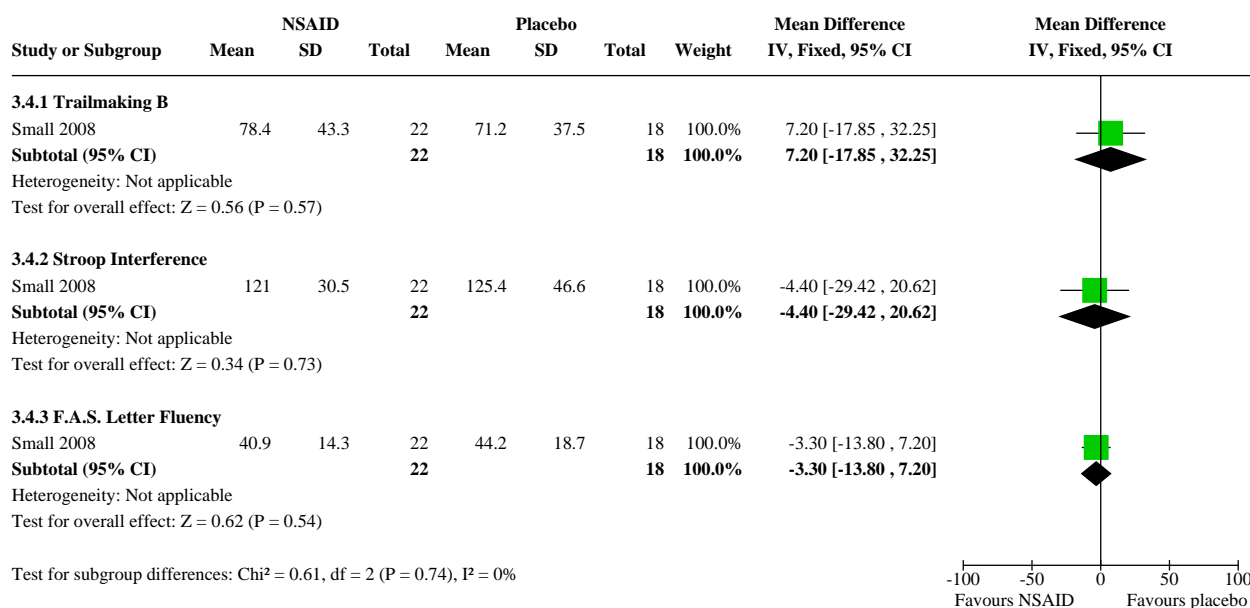 NSAID Placebo Mean Difference Mean Difference
Study or Subgroup Mean SD Total Mean SD Total Weight IV, Fixed, 95% CI IV, Fixed, 95% CI
3.4.1 Trailmaking B
Small 2008 78.4 43.3 22 71.2 37.5 18 100.0% 7.20 [-17.85 , 32.25]
Subtotal (95% CI) 22 18 100.0% 7.20 [-17.85 , 32.25]
Heterogeneity: Not applicable
Test for overall effect: Z = 0.56 (P = 0.57)
3.4.2 Stroop Interference
Small 2008 121 30.5 22 125.4 46.6 18 100.0% -4.40 [-29.42 , 20.62]
Subtotal (95% CI) 22 18 100.0% -4.40 [-29.42 , 20.62]
Heterogeneity: Not applicable
Test for overall effect: Z = 0.34 (P = 0.73)
3.4.3 F.A.S. Letter Fluency
Small 2008 40.9 14.3 22 44.2 18.7 18 100.0% -3.30 [-13.80 , 7.20]
Subtotal (95% CI) 22 18 100.0% -3.30 [-13.80 , 7.20]
Heterogeneity: Not applicable
Test for overall effect: Z = 0.62 (P = 0.54)
Test for subgroup differences: Chi² = 0.61, df = 2 (P = 0.74), I² = 0%
-100 -50 0 50 100
Favours NSAID Favours placebo